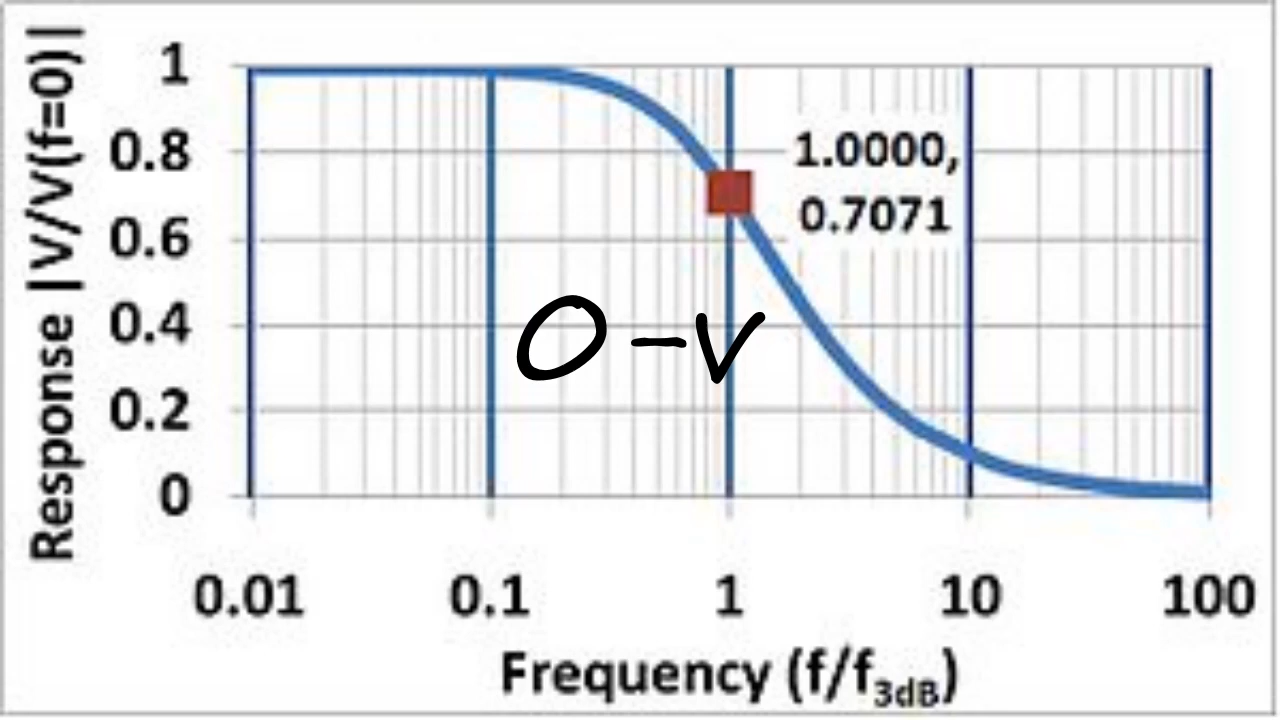 Response |V/V(f=0)|
1
0.8
0.6
0.4
0.2
0
1.0000,
0.7071
O-V
0.01 0.1 1 10 100
Frequency (f/f3dB)